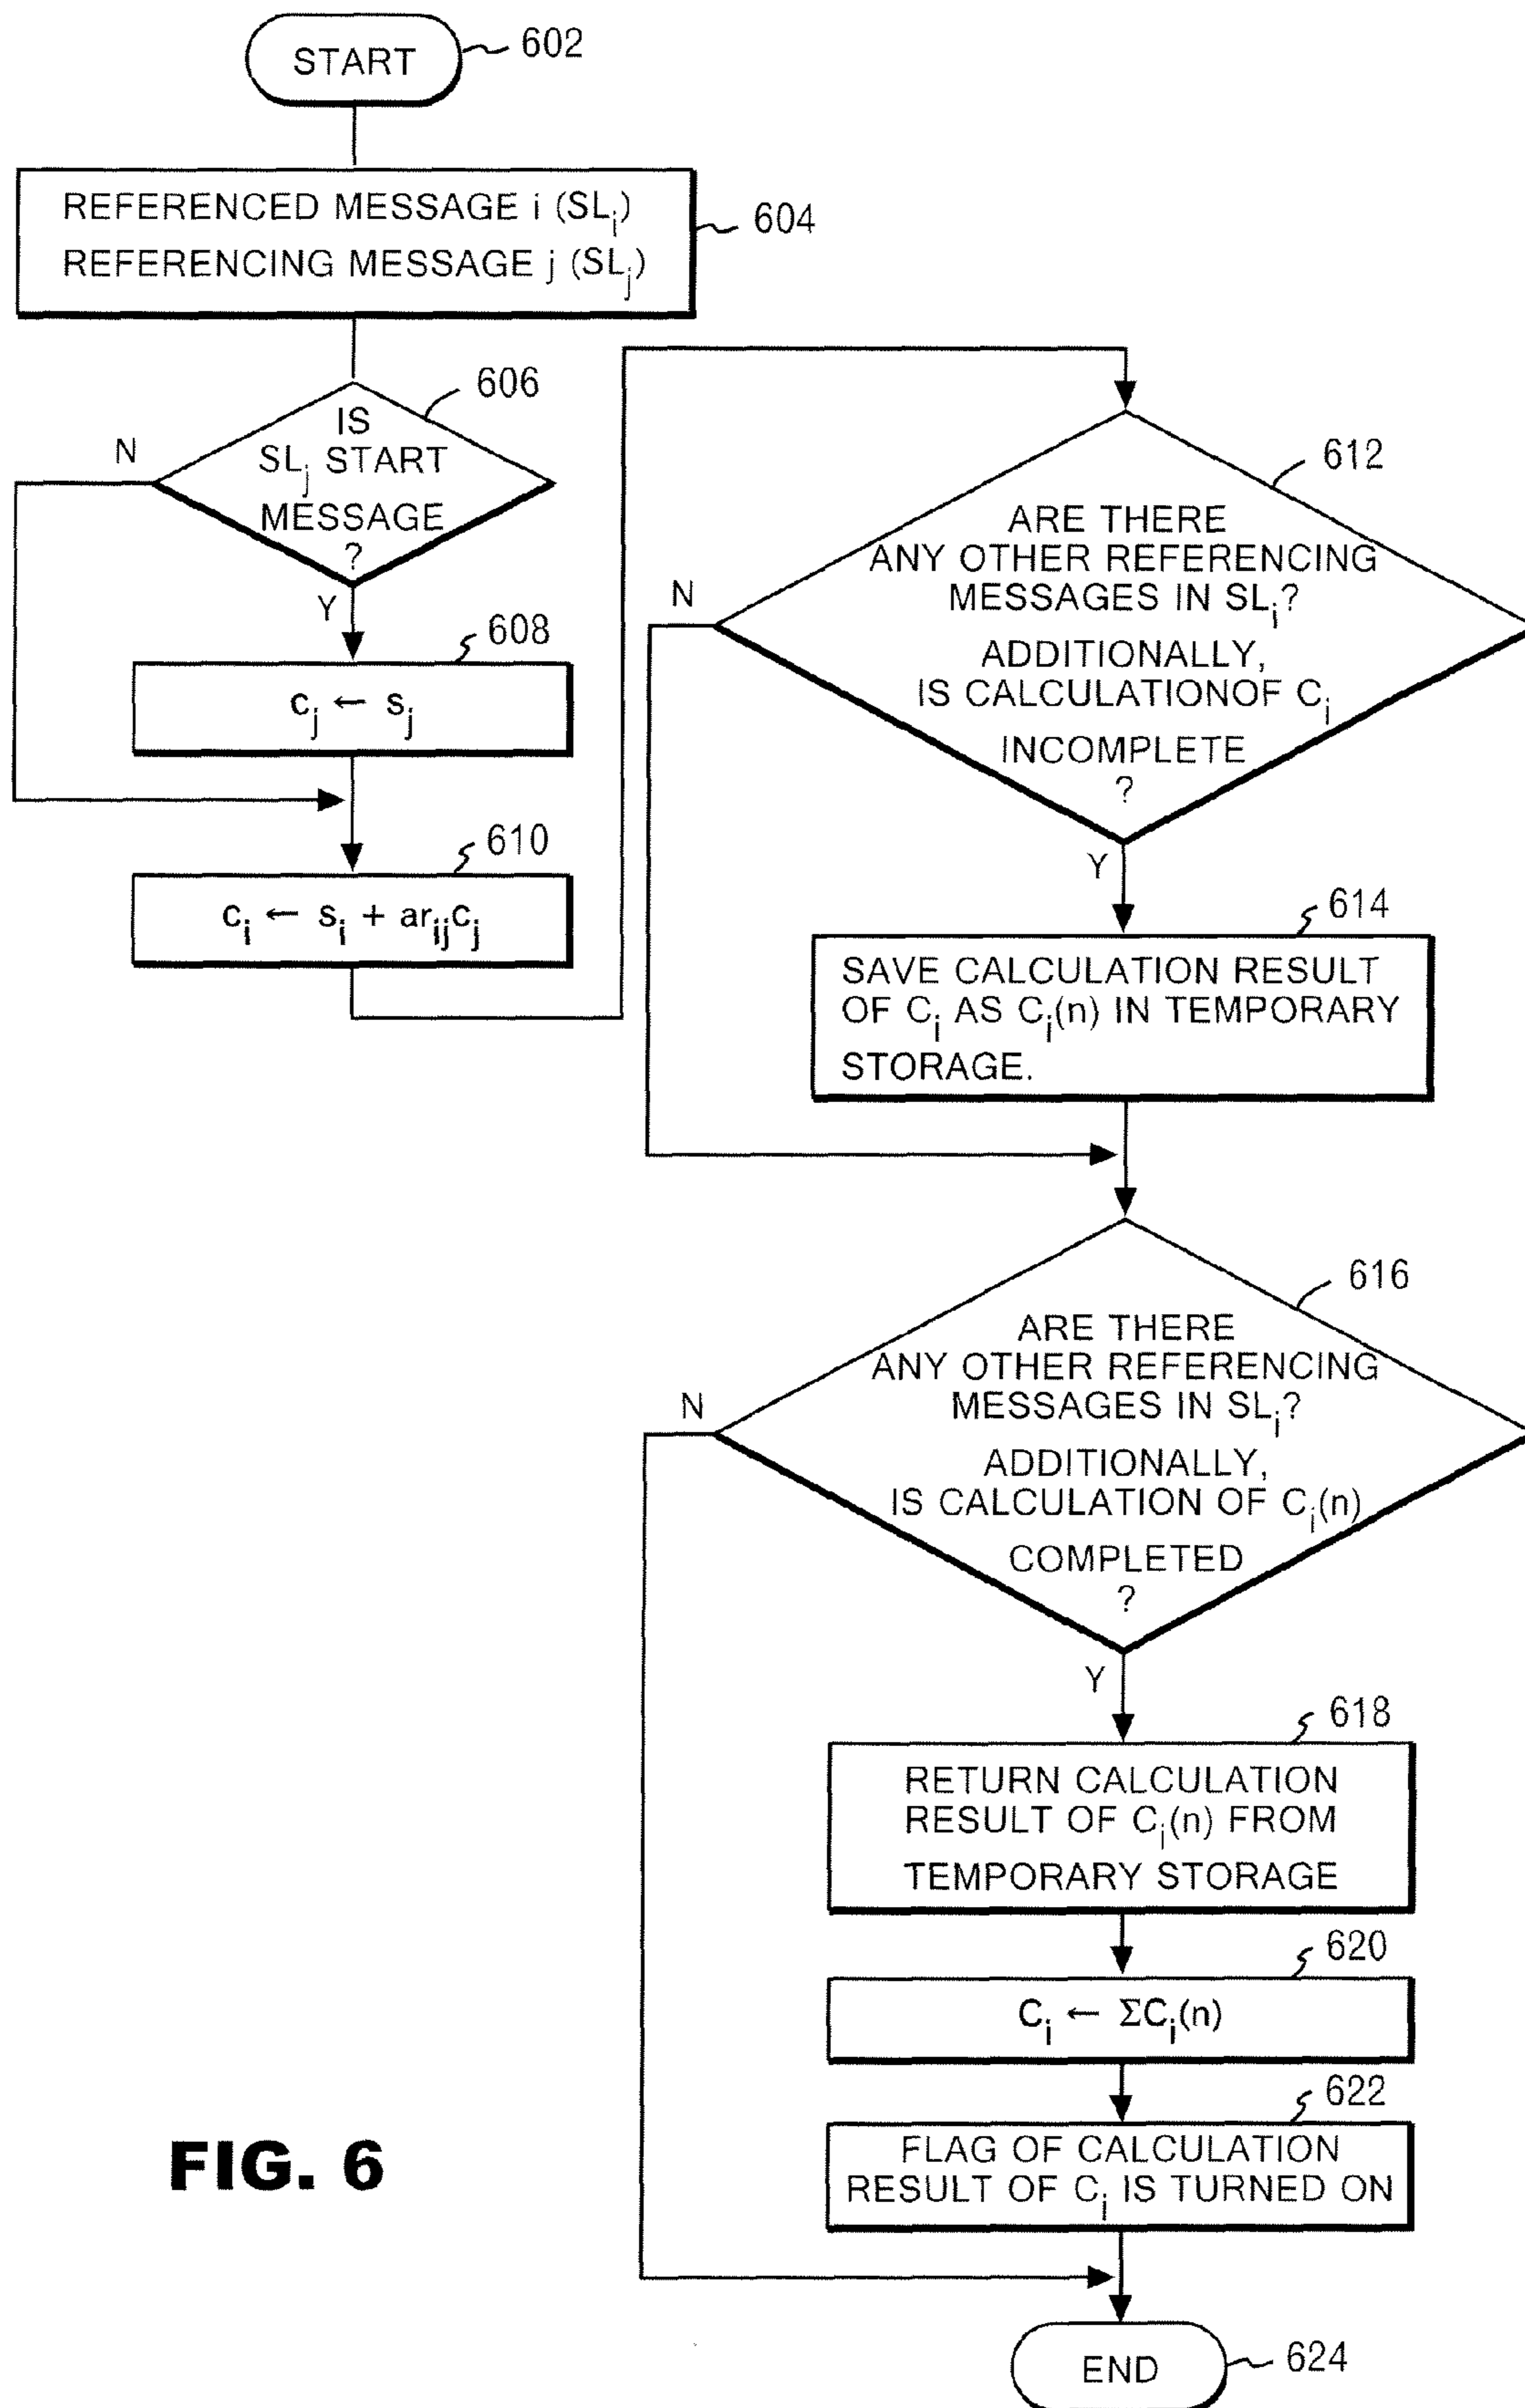 START
602
REFERENCED MESSAGE i (SLi)
REFERENCING MESSAGE j (SLj)
604
606
IS
SLj START
MESSAGE
?
N
Y
608
cj ← sj
610
ci ← si + arijcj
612
ARE THERE
ANY OTHER REFERENCING
MESSAGES IN SLi?
ADDITIONALLY,
IS CALCULATIONOF Ci
INCOMPLETE
?
N
Y
614
SAVE CALCULATION RESULT
OF Ci AS Ci(n) IN TEMPORARY
STORAGE.
616
ARE THERE
ANY OTHER REFERENCING
MESSAGES IN SLi?
ADDITIONALLY,
IS CALCULATION OF Ci(n)
COMPLETED
?
N
Y
618
RETURN CALCULATION
RESULT OF Ci(n) FROM
TEMPORARY STORAGE
620
Ci ← ΣCi(n)
622
FLAG OF CALCULATION
RESULT OF Ci IS TURNED ON
END
624
FIG. 6